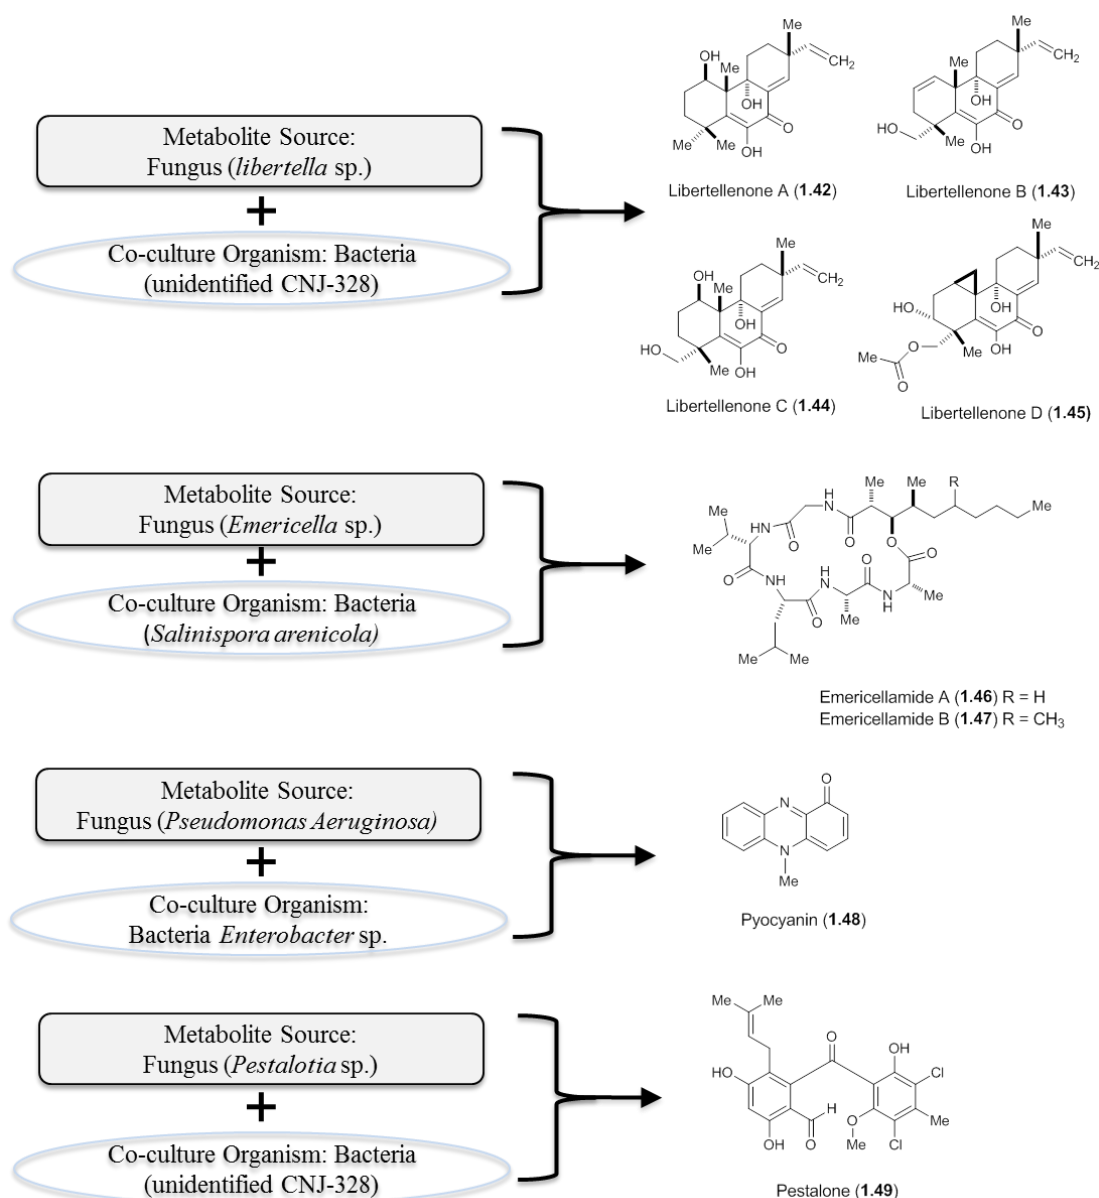 Metabolite Source:
Fungus (libertella sp.)
+
Co-culture Organism: Bacteria
(unidentified CNJ-328)
Me
OH
Me
CH2
OH
O
Me
Me
OH
Libertellenone A (1.42)
Me
Me
CH2
OH
O
HO
Me
OH
Libertellenone B (1.43)
Me
OH
Me
CH2
OH
O
HO
Me
OH
Libertellenone C (1.44)
Me
CH2
HO
OH
O
O
Me
OH
Me
O
Libertellenone D (1.45)
Metabolite Source:
Fungus (Emericella sp.)
+
Co-culture Organism: Bacteria
(Salinispora arenicola)
Me
Me
R
Me
H
N
Me
HN
O
O
O
Me
O
O
O
NH
H
N
N
H
Me
O
Me
Me
Me
Emericellamide A (1.46) R = H
Emericellamide B (1.47) R = CH3
Metabolite Source:
Fungus (Pseudomonas Aeruginosa)
+
Co-culture Organism:
Bacteria Enterobacter sp.
O
N
N
Me
Pyocyanin (1.48)
Metabolite Source:
Fungus (Pestalotia sp.)
+
Co-culture Organism: Bacteria
(unidentified CNJ-328)
Me
Me
O
OH
HO
Cl
H
O
Me
OH
O
Me
Cl
Pestalone (1.49)